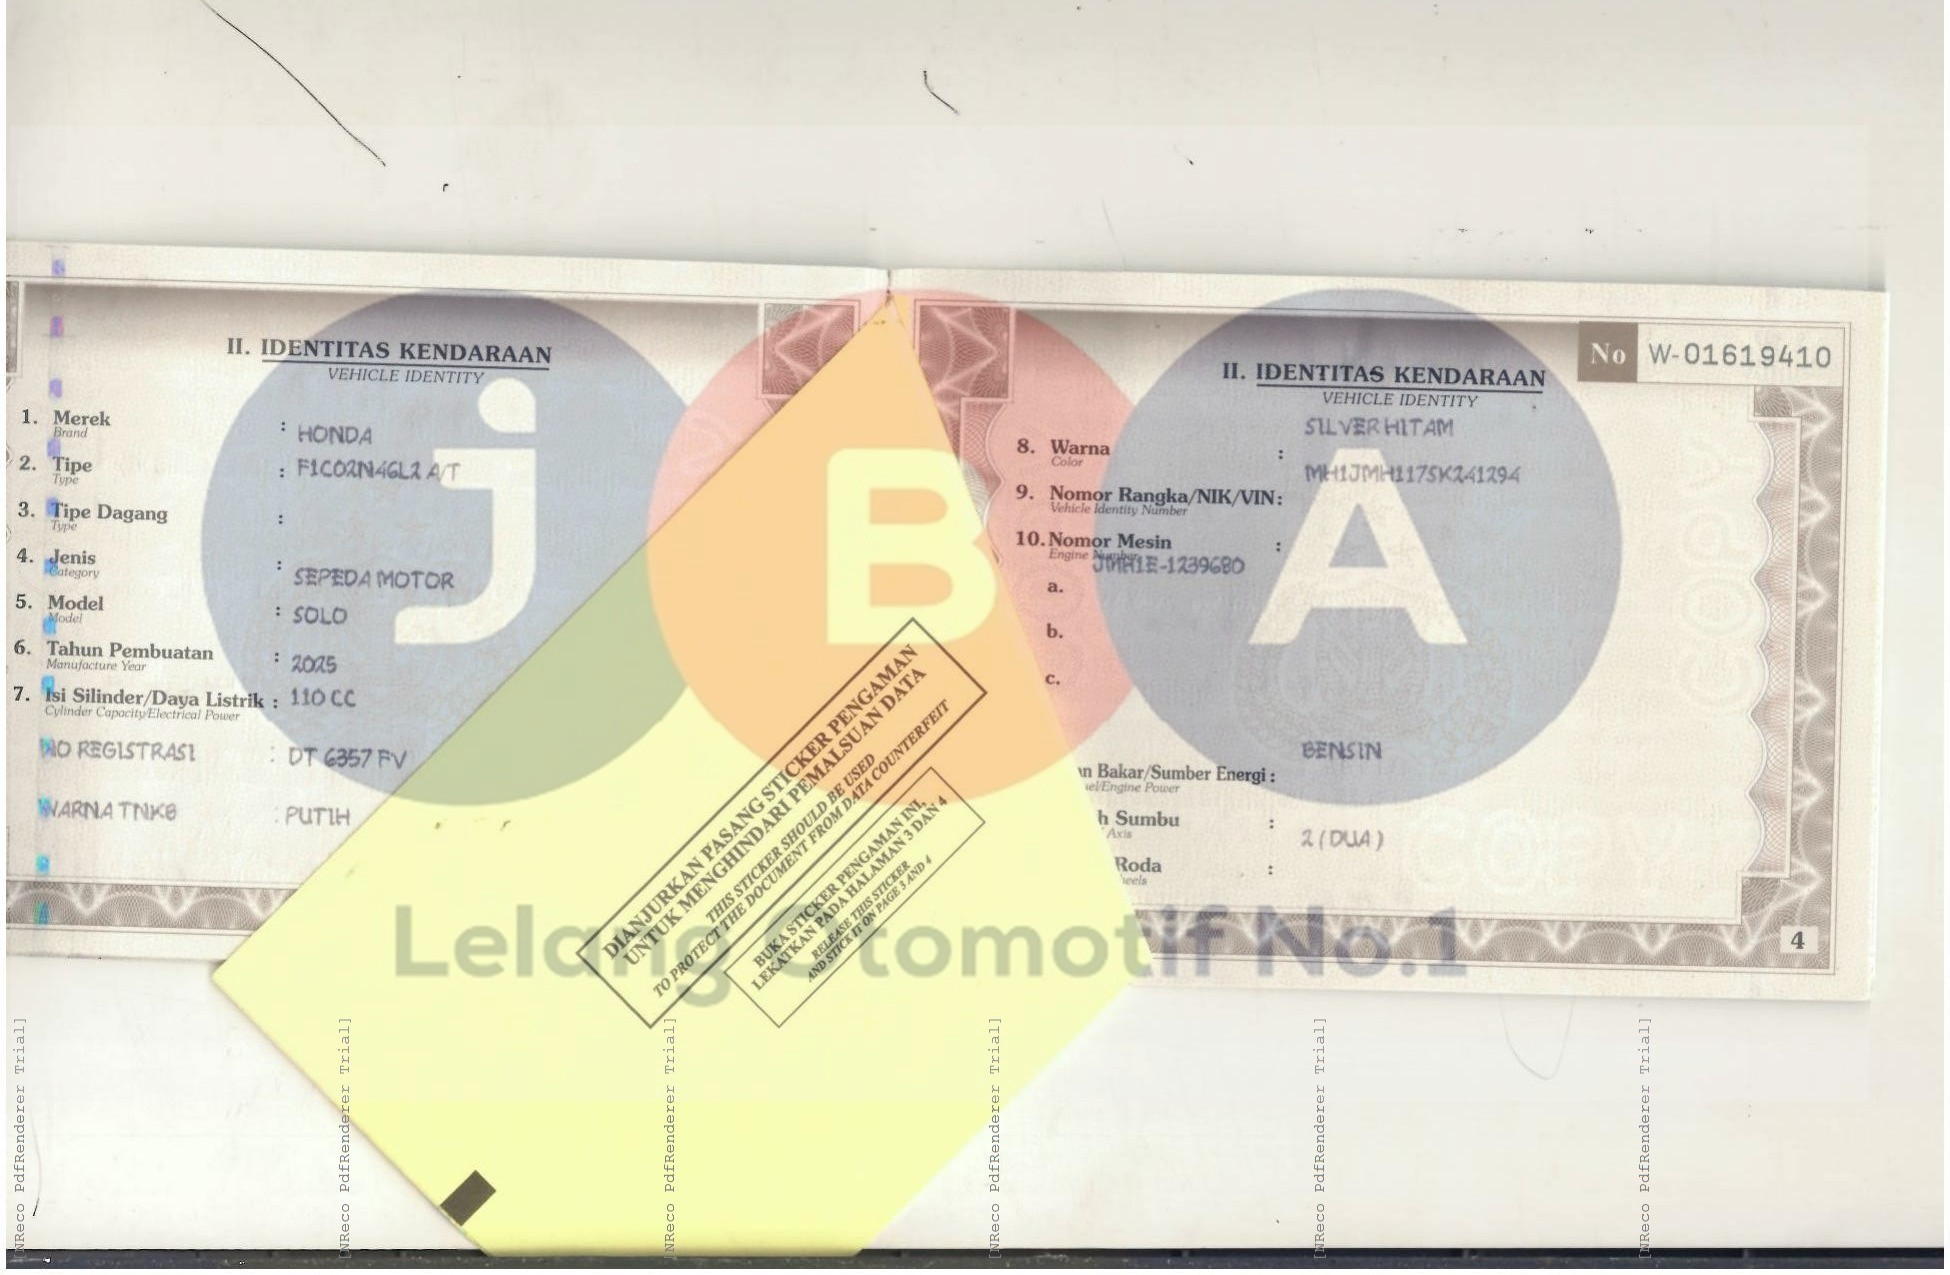 II. IDENTITAS KENDARAAN
VEHICLE IDENTITY
1. Merek : HONDA
Brand
2. Tipe : F1C02N46L2 A/T
Type
3. Tipe Dagang :
Type
4. Jenis : SEPEDA MOTOR
Category
5. Model : SOLO
Model
6. Tahun Pembuatan : 2025
Manufacture Year
7. Isi Silinder/Daya Listrik : 110 CC
Cylinder Capacity/Electrical Power
NO REGISTRASI : DT 6357 FV
WARNA TNKB : PUTIH
No W-01619410
II. IDENTITAS KENDARAAN
VEHICLE IDENTITY
SILVER HITAM
8. Warna :
Color
MH1JMH117SK241294
9. Nomor Rangka/NIK/VIN:
Vehicle Identity Number
10. Nomor Mesin :
Engine Number
JMH1E-1239680
a.
b.
c.
BENSIN
Bakar/Sumber Energi :
Engine Power
Sumbu :
Axis
2 (DUA)
Roda :
4
DIANJURKAN PASANG STICKER PENGAMAN
UNTUK MENGHINDARI PEMALSUAN DATA
THIS STICKER SHOULD BE USED
TO PROTECT THE DOCUMENT FROM DATA COUNTERFEIT
BUKA STICKER PENGAMAN INI,
LEKATKAN PADA HALAMAN 3 DAN 4
RELEASE THIS STICKER
AND STICK IT ON PAGE 3 AND 4
j B A
Lelang Otomotif No.1
[NReco PdfRenderer Trial]
[NReco PdfRenderer Trial]
[NReco PdfRenderer Trial]
[NReco PdfRenderer Trial]
[NReco PdfRenderer Trial]
[NReco PdfRenderer Trial]